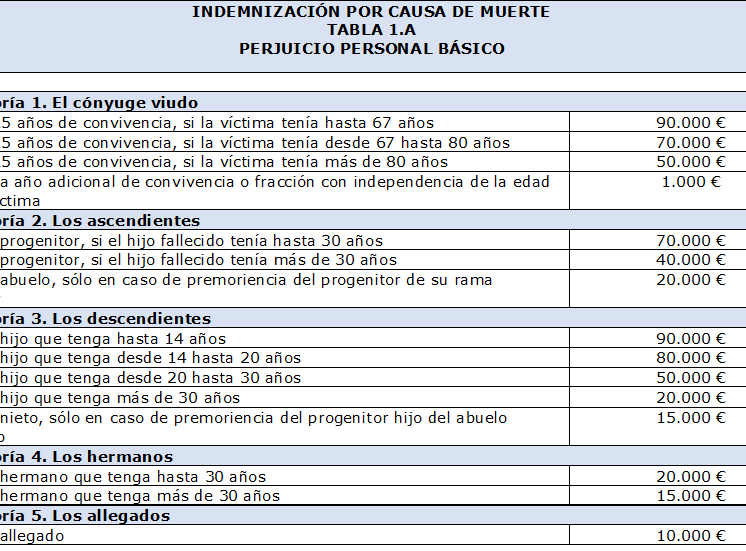 INDEMNIZACIÓN POR CAUSA DE MUERTE
TABLA 1.A
PERJUICIO PERSONAL BÁSICO
ría 1. El cónyuge viudo
15 años de convivencia, si la víctima tenía hasta 67 años 90.000 €
15 años de convivencia, si la víctima tenía desde 67 hasta 80 años 70.000 €
15 años de convivencia, si la víctima tenía más de 80 años 50.000 €
a año adicional de convivencia o fracción con independencia de la edad 1.000 €
ctima
ría 2. Los ascendientes
progenitor, si el hijo fallecido tenía hasta 30 años 70.000 €
progenitor, si el hijo fallecido tenía más de 30 años 40.000 €
abuelo, sólo en caso de premoriencia del progenitor de su rama 20.000 €
ría 3. Los descendientes
hijo que tenga hasta 14 años 90.000 €
hijo que tenga desde 14 hasta 20 años 80.000 €
hijo que tenga desde 20 hasta 30 años 50.000 €
hijo que tenga más de 30 años 20.000 €
nieto, sólo en caso de premoriencia del progenitor hijo del abuelo 15.000 €
o
ría 4. Los hermanos
hermano que tenga hasta 30 años 20.000 €
hermano que tenga más de 30 años 15.000 €
ría 5. Los allegados
allegado 10.000 €